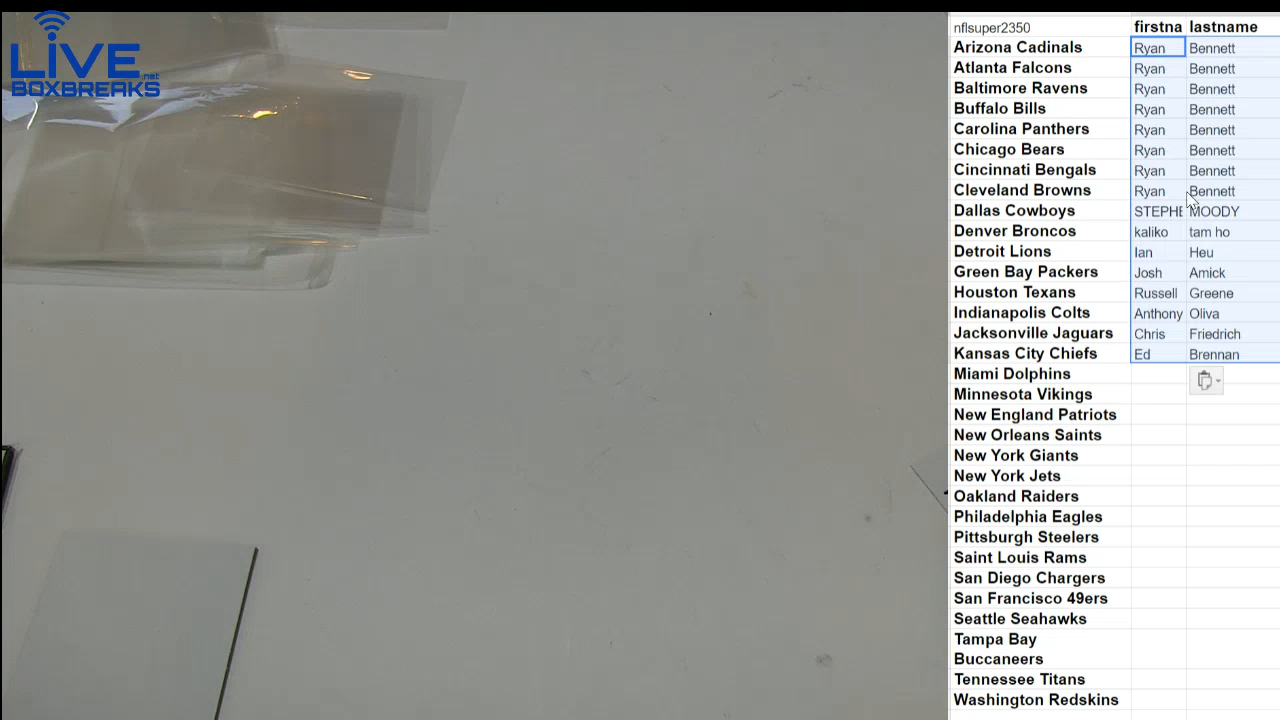 LIVE
.net
BOXBREAKS
nflsuper2350 firstna lastname
Arizona Cadinals Ryan Bennett
Atlanta Falcons Ryan Bennett
Baltimore Ravens Ryan Bennett
Buffalo Bills Ryan Bennett
Carolina Panthers Ryan Bennett
Chicago Bears Ryan Bennett
Cincinnati Bengals Ryan Bennett
Cleveland Browns Ryan Bennett
Dallas Cowboys STEPHE MOODY
Denver Broncos kaliko tam ho
Detroit Lions Ian Heu
Green Bay Packers Josh Amick
Houston Texans Russell Greene
Indianapolis Colts Anthony Oliva
Jacksonville Jaguars Chris Friedrich
Kansas City Chiefs Ed Brennan
Miami Dolphins
Minnesota Vikings
New England Patriots
New Orleans Saints
New York Giants
New York Jets
Oakland Raiders
Philadelphia Eagles
Pittsburgh Steelers
Saint Louis Rams
San Diego Chargers
San Francisco 49ers
Seattle Seahawks
Tampa Bay
Buccaneers
Tennessee Titans
Washington Redskins